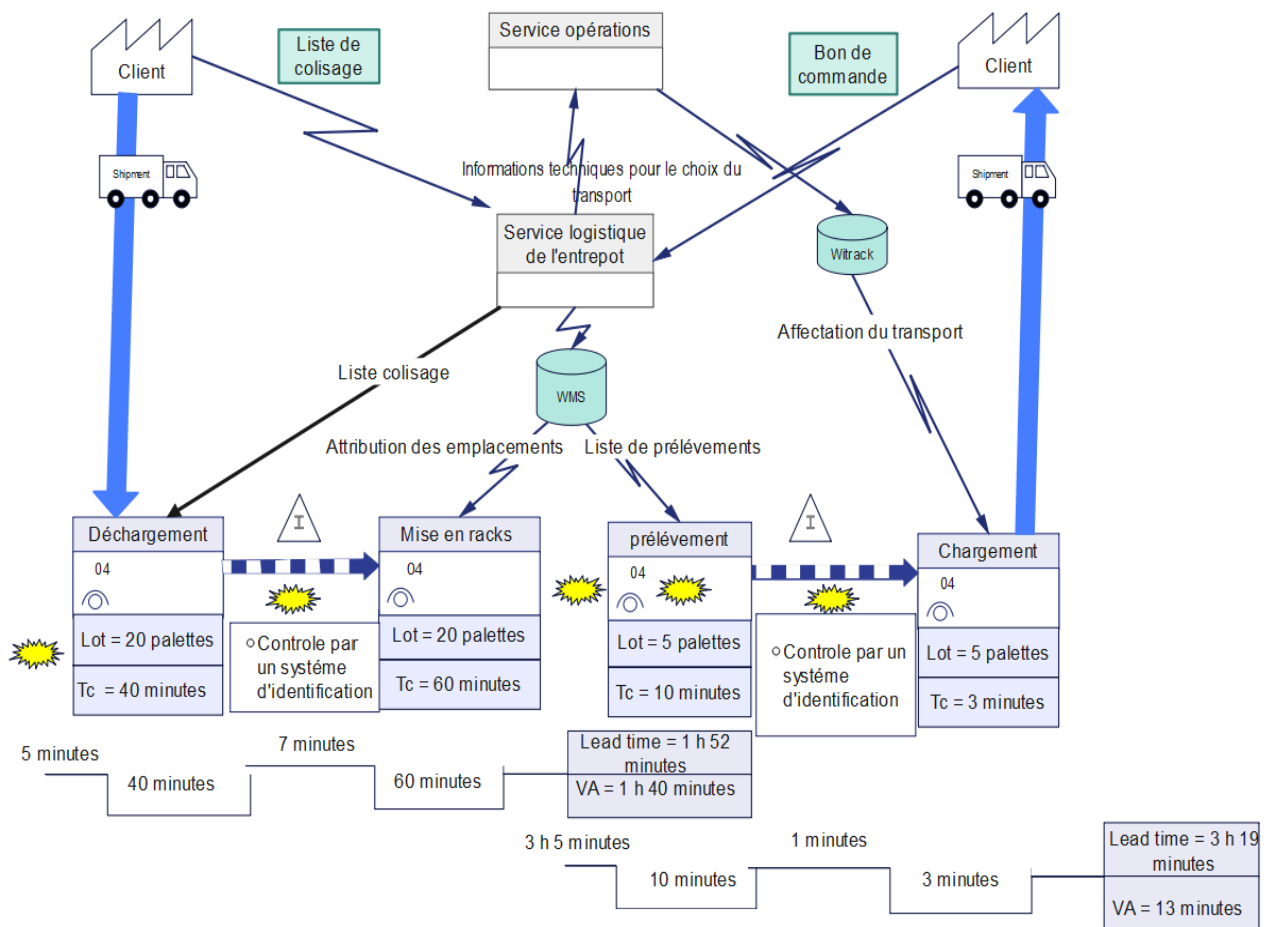 Client
Liste de
colisage
Service opérations
Bon de
commande
Client
Shipment
Shipment
Informations techniques pour le choix du
transport
Service logistique
de l'entrepot
Witrack
Affectation du transport
Liste colisage
WMS
Attribution des emplacements
Liste de prélévements
Déchargement
04
Lot = 20 palettes
Tc = 40 minutes
I
Controle par
un systéme
d'identification
Mise en racks
04
Lot = 20 palettes
Tc = 60 minutes
prélévement
04
Lot = 5 palettes
Tc = 10 minutes
I
Controle par un
systéme
d'identification
Chargement
04
Lot = 5 palettes
Tc = 3 minutes
5 minutes
40 minutes
7 minutes
60 minutes
Lead time = 1 h 52
minutes
VA = 1 h 40 minutes
3 h 5 minutes
10 minutes
1 minutes
3 minutes
Lead time = 3 h 19
minutes
VA = 13 minutes